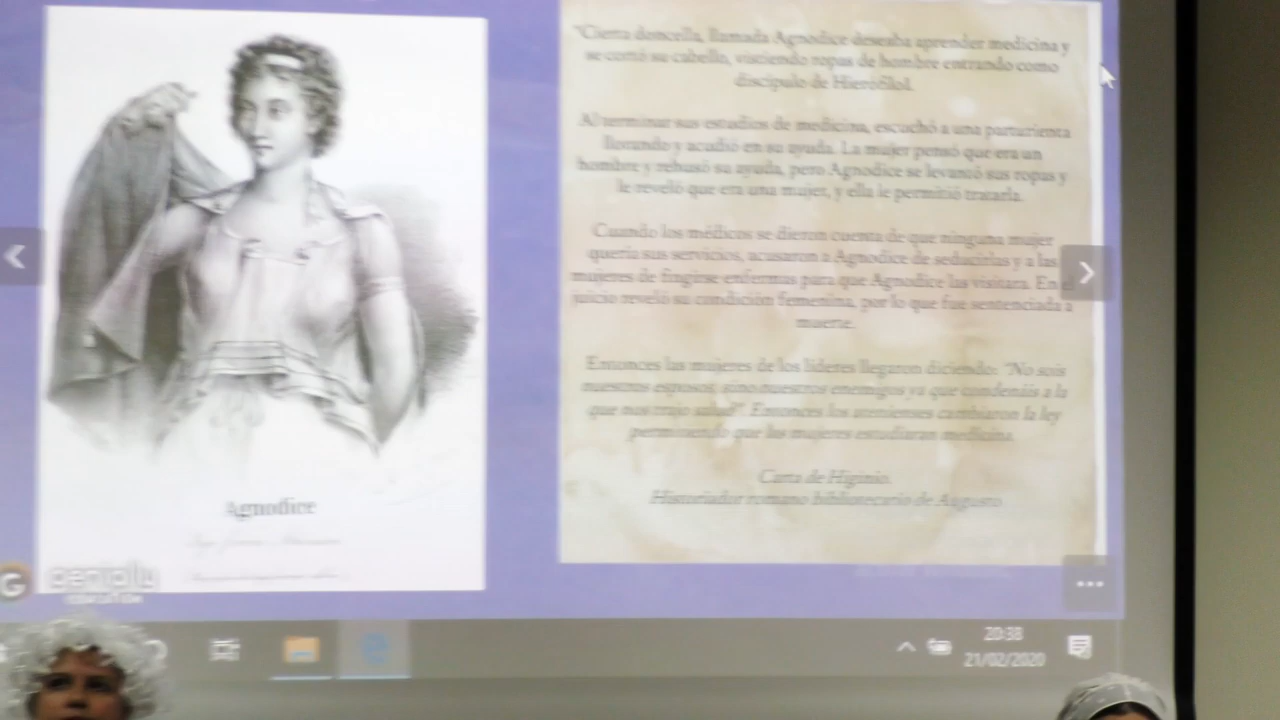 Agnodice
"Cierta doncella, llamada Agnodice deseaba aprender medicina y
se cortó su cabello, vistiendo ropas de hombre entrando como
discípulo de Hierofilol.
Al terminar sus estudios de medicina, escuchó a una parturienta
llorando y acudió en su ayuda. La mujer pensó que era un
hombre y rehusó su ayuda, pero Agnodice se levantó sus ropas y
le reveló que era una mujer, y ella le permitió tratarla.
Cuando los médicos se dieron cuenta de que ninguna mujer
quería sus servicios, acusaron a Agnodice de seducirlas y a las
mujeres de fingirse enfermas para que Agnodice las visitara. En el
juicio reveló su condición femenina, por lo que fue sentenciada a
muerte.
Entonces las mujeres de los líderes llegaron diciendo: "No sois
nuestros esposos, sino nuestros enemigos ya que condenáis a la
que nos trajo salud". Entonces los atenienses cambiaron la ley
permitiendo que las mujeres estudiaran medicina.
Carta de Higinio.
Historiador romano bibliotecario de Augusto
G genially
20:38
21/02/2020